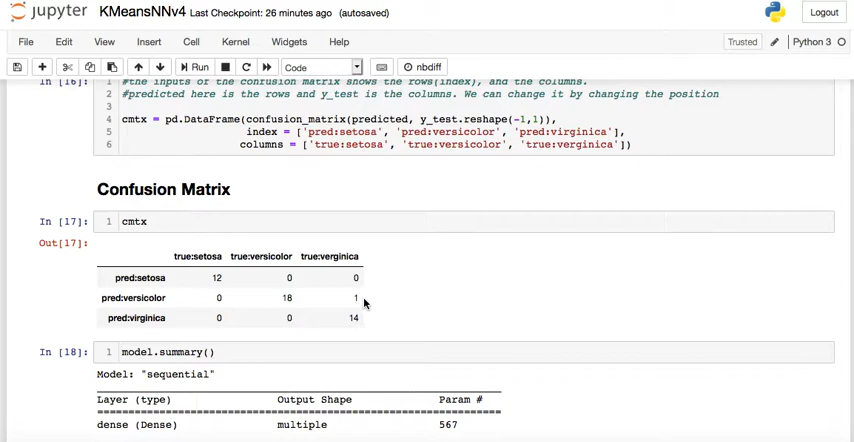 jupyter KMeansNNv4 Last Checkpoint: 26 minutes ago (autosaved)
Logout
File Edit View Insert Cell Kernel Widgets Help
Trusted Python 3
Run Code nbdiff
In [16]: 1 #the inputs of the confusion matrix shows the rows(index), and the columns.
2 #predicted here is the rows and y_test is the columns. We can change it by changing the position
3
4 cmtx = pd.DataFrame(confusion_matrix(predicted, y_test.reshape(-1,1)),
5 index = ['pred:setosa', 'pred:versicolor', 'pred:virginica'],
6 columns = ['true:setosa', 'true:versicolor', 'true:verginica'])
Confusion Matrix
In [17]: 1 cmtx
Out[17]:
true:setosa true:versicolor true:verginica
pred:setosa 12 0 0
pred:versicolor 0 18 1
pred:virginica 0 0 14
In [18]: 1 model.summary()
Model: "sequential"
Layer (type) Output Shape Param #
dense (Dense) multiple 567